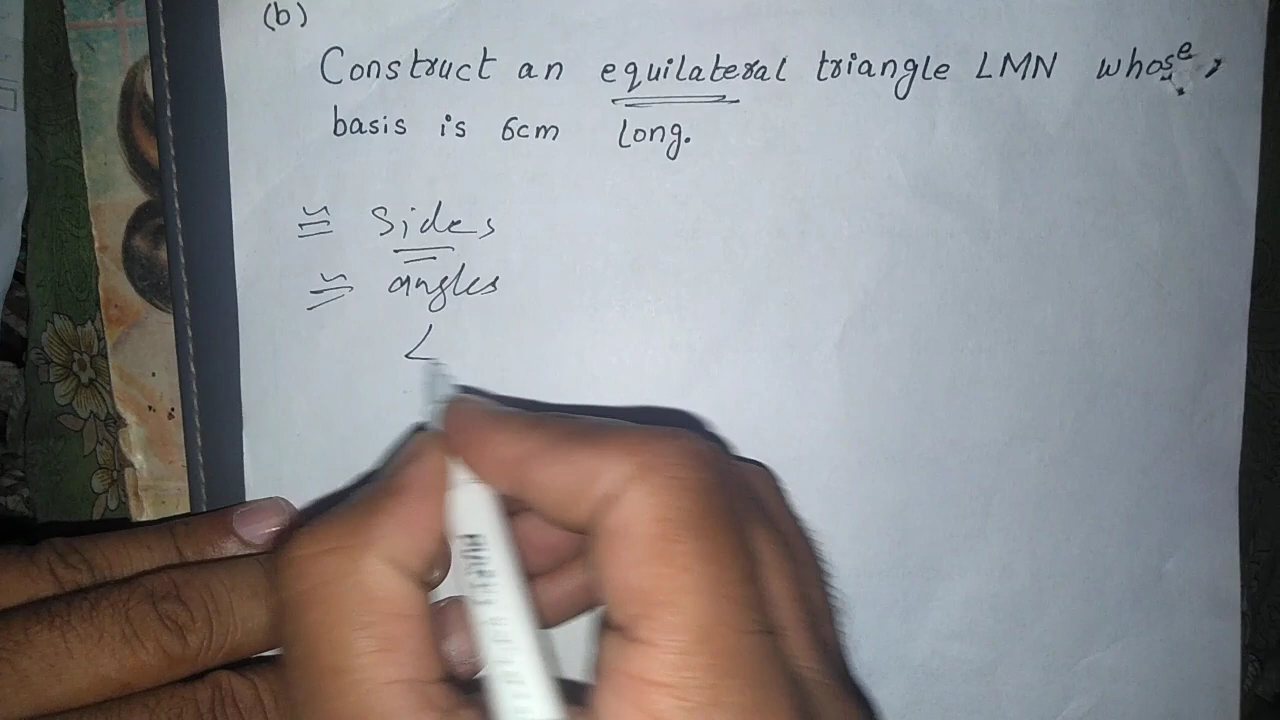 (b)
Construct an equilateral triangle LMN whose,
basis is 6cm long.
≅ Sides
≅ angles
∠